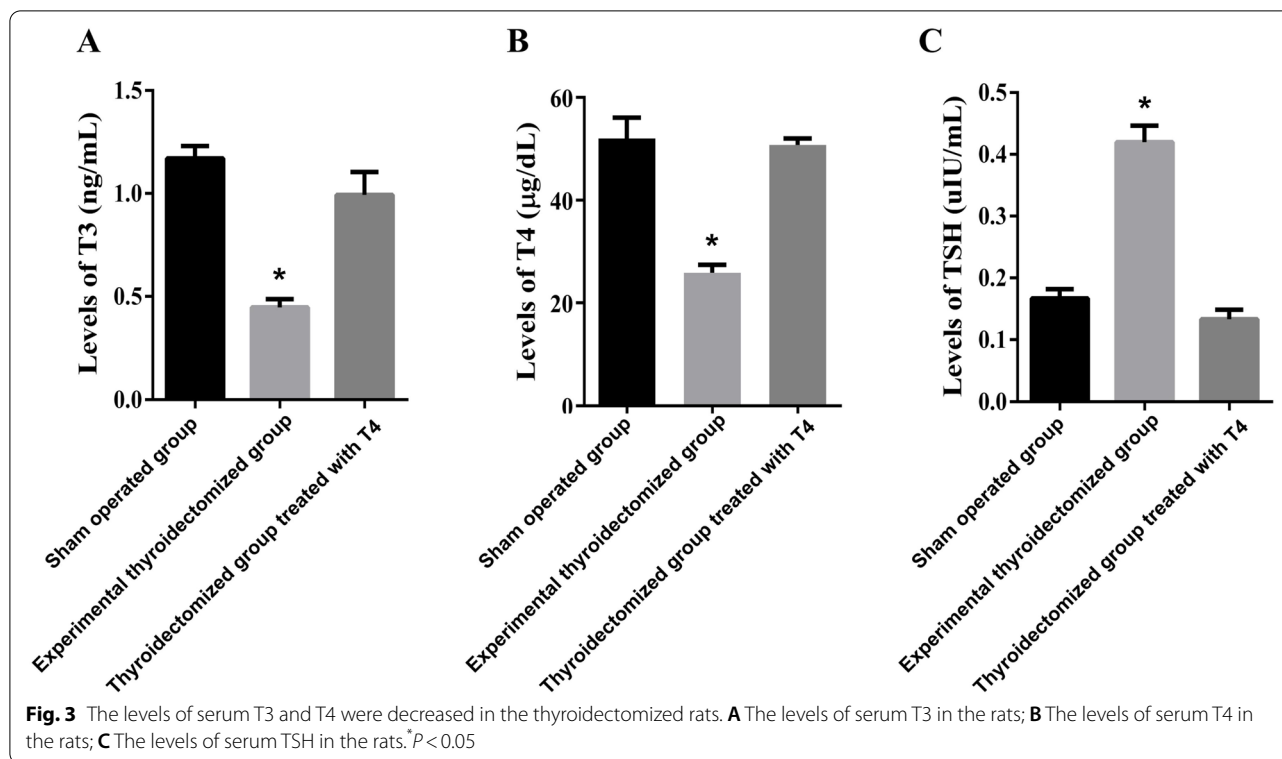 A
Levels of T3 (ng/mL)
1.5
1.0
0.5
0.0
*
Sham operated group
Experimental thyroidectomized group
Thyroidectomized group treated with T4
B
Levels of T4 (µg/dL)
60
40
20
0
*
Sham operated group
Experimental thyroidectomized group
Thyroidectomized group treated with T4
C
Levels of TSH (uIU/mL)
0.5
0.4
0.3
0.2
0.1
0.0
*
Sham operated group
Experimental thyroidectomized group
Thyroidectomized group treated with T4
Fig. 3 The levels of serum T3 and T4 were decreased in the thyroidectomized rats. A The levels of serum T3 in the rats; B The levels of serum T4 in
the rats; C The levels of serum TSH in the rats.*P < 0.05